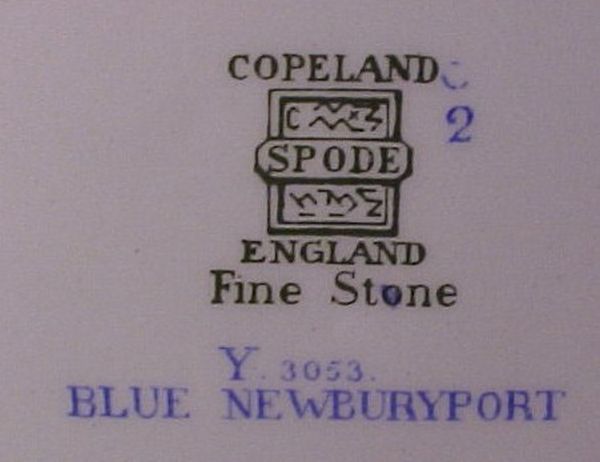 COPELAND
2
SPODE
ENGLAND
Fine Stone
Y. 3053.
BLUE NEWBURYPORT